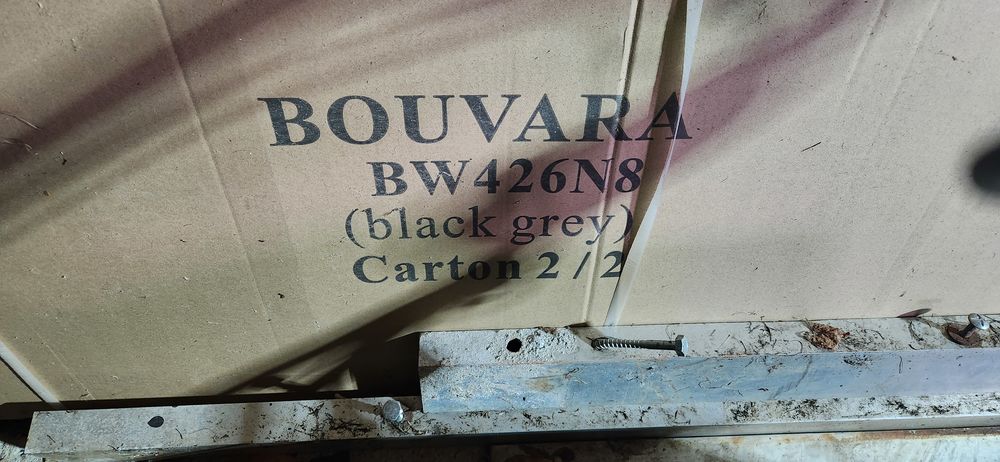 BOUVARA
BW426N8
(black grey)
Carton 2 / 2